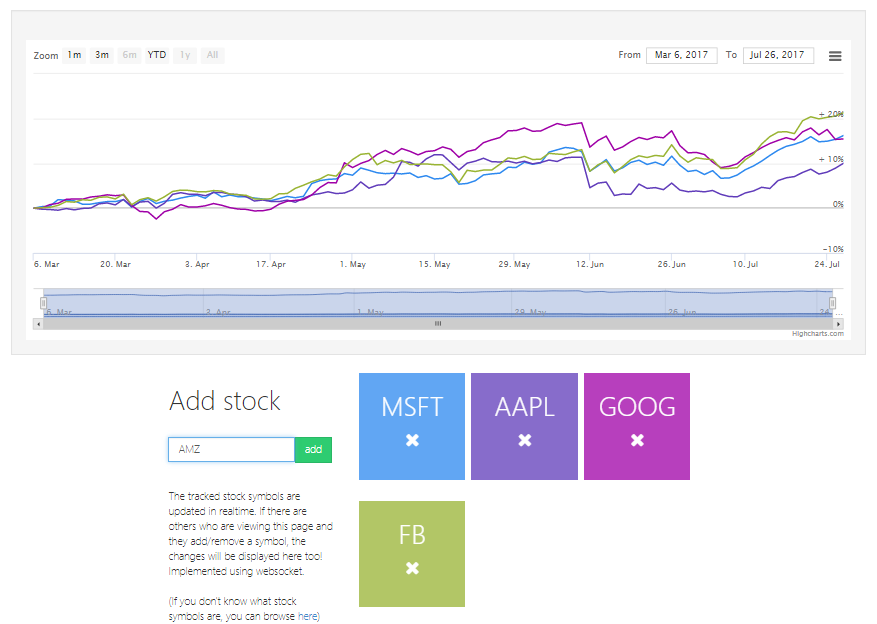 Zoom 1m 3m 6m YTD 1y All From Mar 6, 2017 To Jul 26, 2017
+ 20%
+ 10%
0%
-10%
6. Mar 20. Mar 3. Apr 17. Apr 1. May 15. May 29. May 12. Jun 26. Jun 10. Jul 24. Jul
6. Mar 3. Apr 1. May 29. May 26. Jun 24. ...
Highcharts.com
Add stock
AMZ add
The tracked stock symbols are
updated in realtime. If there are
others who are viewing this page and
they add/remove a symbol, the
changes will be displayed here too!
Implemented using websocket.
(if you don't know what stock
symbols are, you can browse here)
MSFT AAPL GOOG
FB